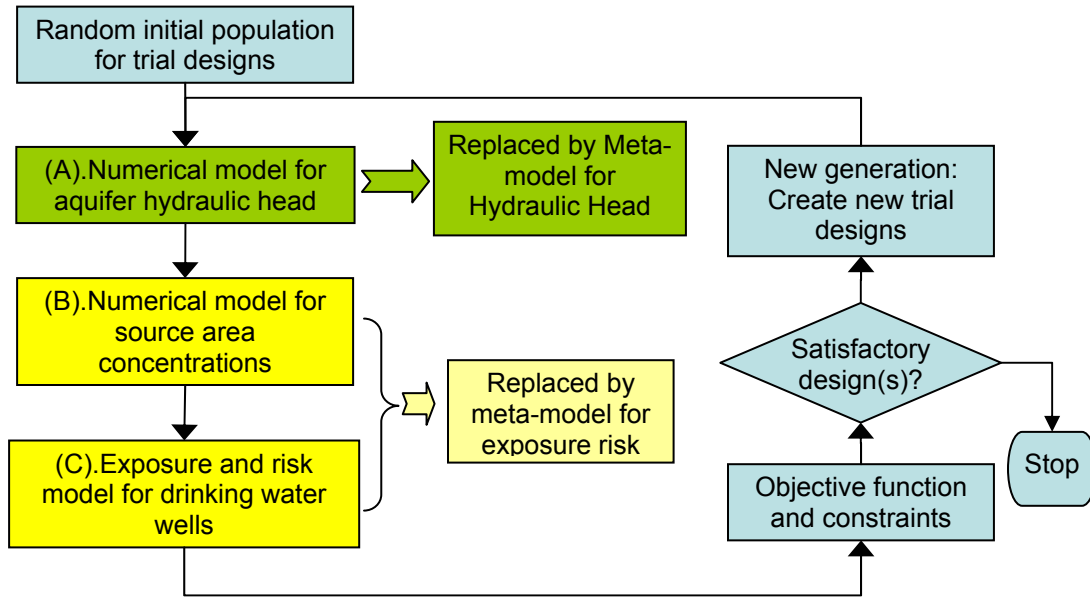 Random initial population
for trial designs
(A).Numerical model for
aquifer hydraulic head
Replaced by Meta-
model for
Hydraulic Head
New generation:
Create new trial
designs
(B).Numerical model for
source area
concentrations
Replaced by
meta-model for
exposure risk
Satisfactory
design(s)?
(C).Exposure and risk
model for drinking water
wells
Objective function
and constraints
Stop